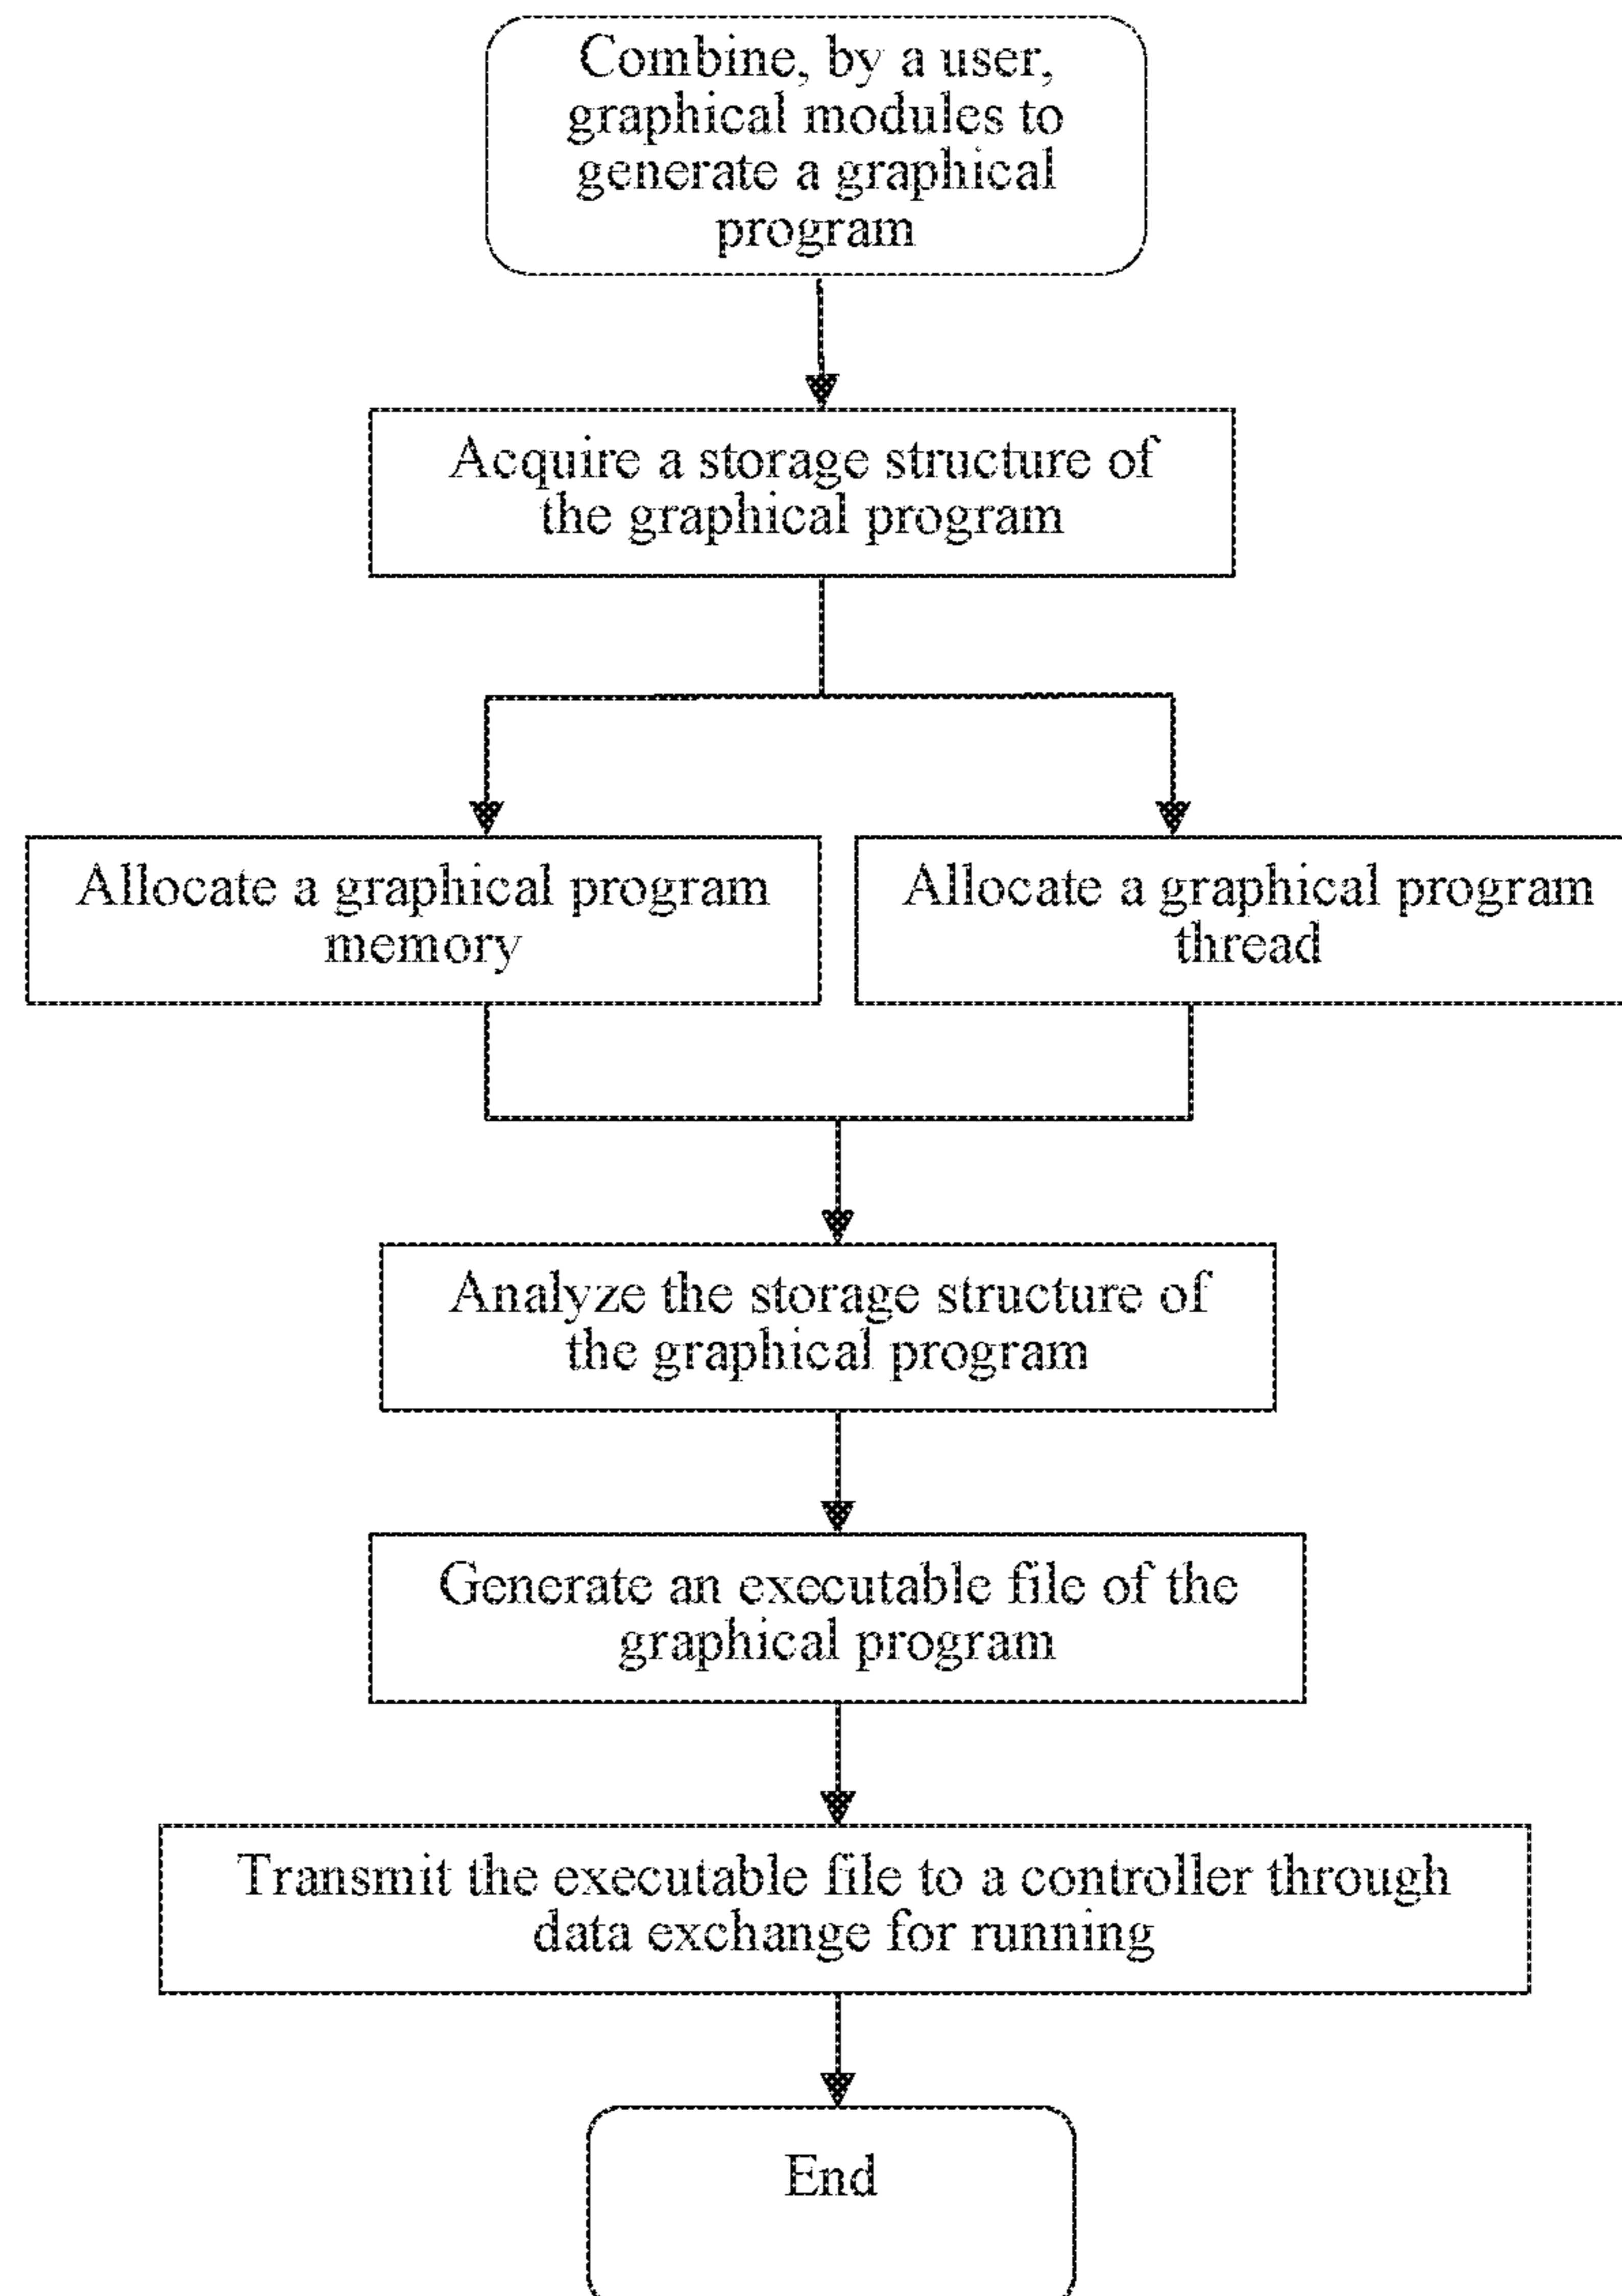 Combine, by a user,
graphical modules to
generate a graphical
program
Acquire a storage structure of
the graphical program
Allocate a graphical program
memory
Allocate a graphical program
thread
Analyze the storage structure of
the graphical program
Generate an executable file of the
graphical program
Transmit the executable file to a controller through
data exchange for running
End